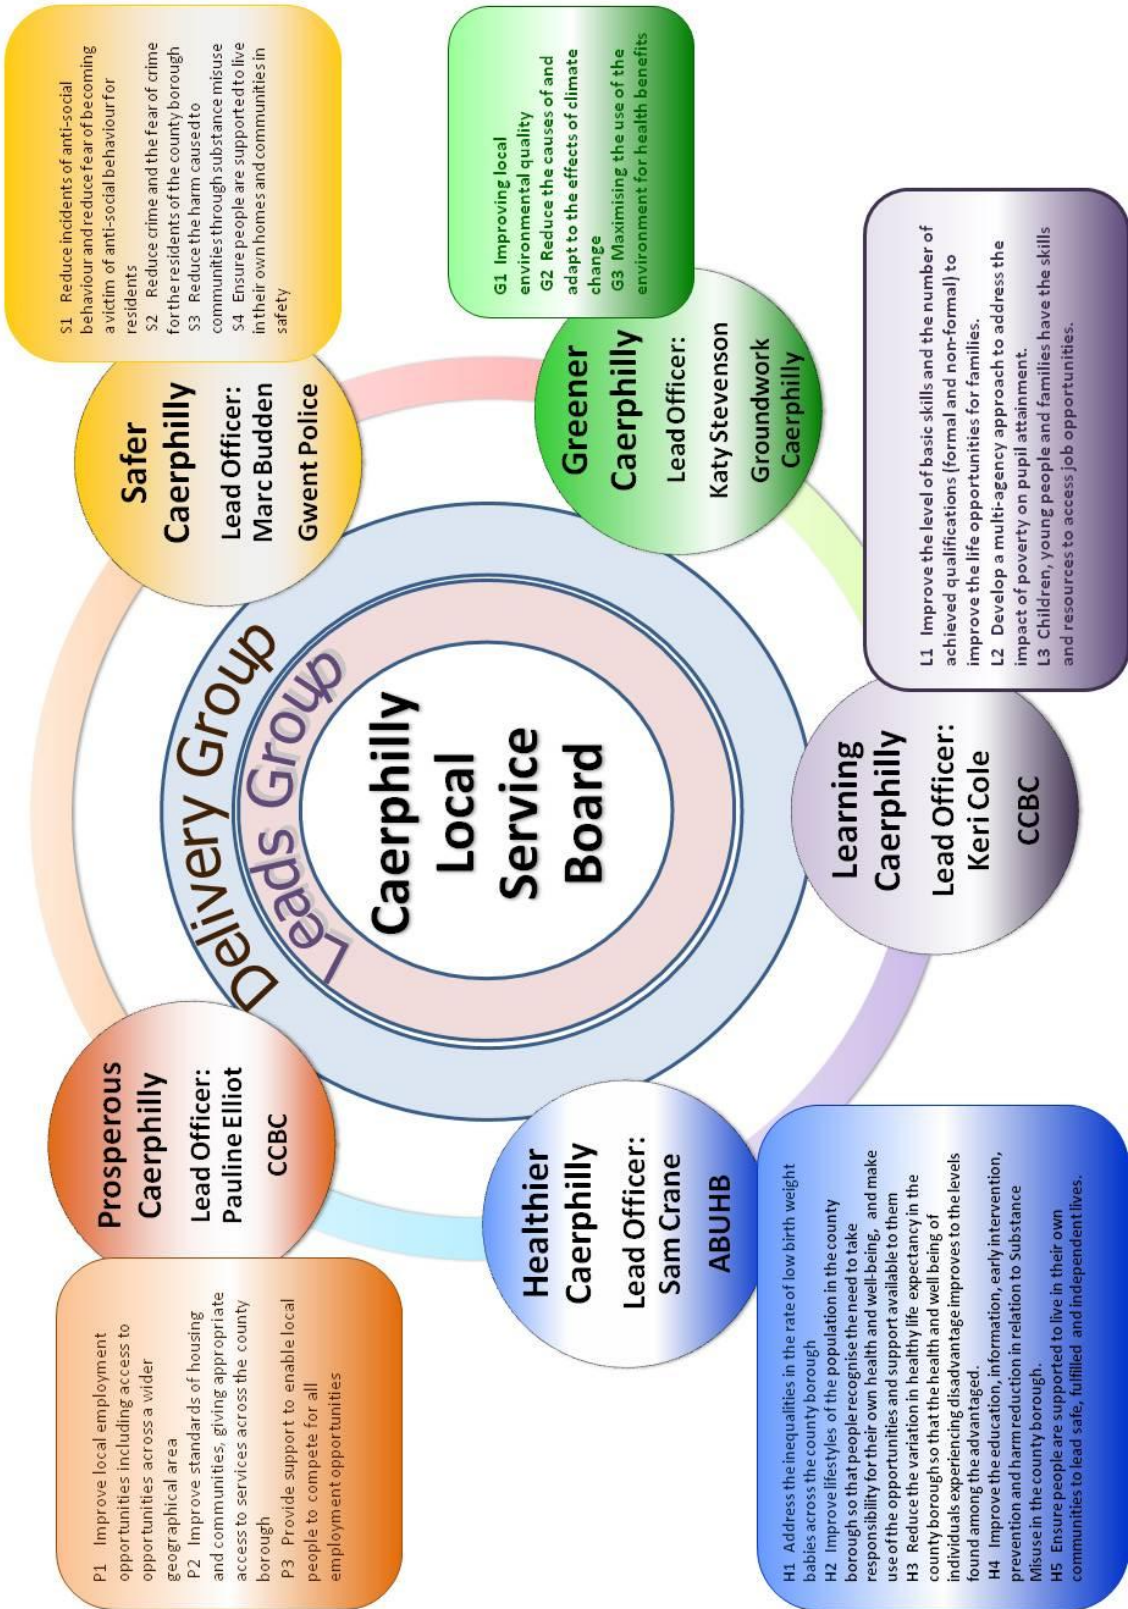 P1 Improve local employment
opportunities including access to
opportunities across a wider
geographical area
P2 Improve standards of housing
and communities, giving appropriate
access to services across the county
borough
P3 Provide support to enable local
people to compete for all
employment opportunities
Prosperous
Caerphilly
Lead Officer:
Pauline Elliot
CCBC
Safer
Caerphilly
Lead Officer:
Marc Budden
Gwent Police
S1 Reduce incidents of anti-social
behaviour and reduce fear of becoming
a victim of anti-social behaviour for
residents
S2 Reduce crime and the fear of crime
for the residents of the county borough
S3 Reduce the harm caused to
communities through substance misuse
S4 Ensure people are supported to live
in their own homes and communities in
safety
Delivery Group
Leads Group
Caerphilly
Local
Service
Board
Healthier
Caerphilly
Lead Officer:
Sam Crane
ABUHB
Greener
Caerphilly
Lead Officer:
Katy Stevenson
Groundwork
Caerphilly
G1 Improving local
environmental quality
G2 Reduce the causes of and
adapt to the effects of climate
change
G3 Maximising the use of the
environment for health benefits
H1 Address the inequalities in the rate of low birth weight
babies across the county borough
H2 Improve lifestyles of the population in the county
borough so that people recognise the need to take
responsibility for their own health and well-being, and make
use of the opportunities and support available to them
H3 Reduce the variation in healthy life expectancy in the
county borough so that the health and well being of
individuals experiencing disadvantage improves to the levels
found among the advantaged.
H4 Improve the education, information, early intervention,
prevention and harm reduction in relation to Substance
Misuse in the county borough.
H5 Ensure people are supported to live in their own
communities to lead safe, fulfilled and independent lives.
Learning
Caerphilly
Lead Officer:
Keri Cole
CCBC
L1 Improve the level of basic skills and the number of
achieved qualifications (formal and non-formal) to
improve the life opportunities for families.
L2 Develop a multi-agency approach to address the
impact of poverty on pupil attainment.
L3 Children, young people and families have the skills
and resources to access job opportunities.